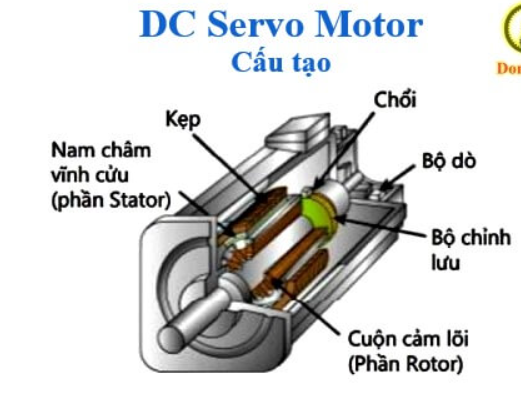 DC Servo Motor
Cấu tạo
Chổi
Kẹp
Nam châm
vĩnh cửu
(phần Stator)
Bộ dò
Bộ chỉnh
lưu
Cuộn cảm lõi
(Phần Rotor)